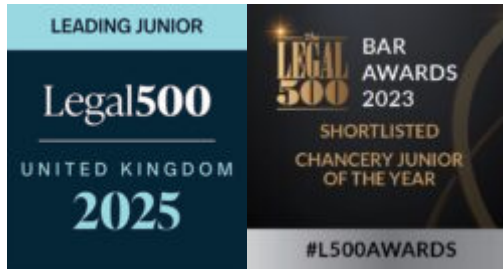 LEADING JUNIOR
Legal500
UNITED KINGDOM
2025
The
LEGAL
500
BAR
AWARDS
2023
SHORTLISTED
CHANCERY JUNIOR
OF THE YEAR
#L500AWARDS